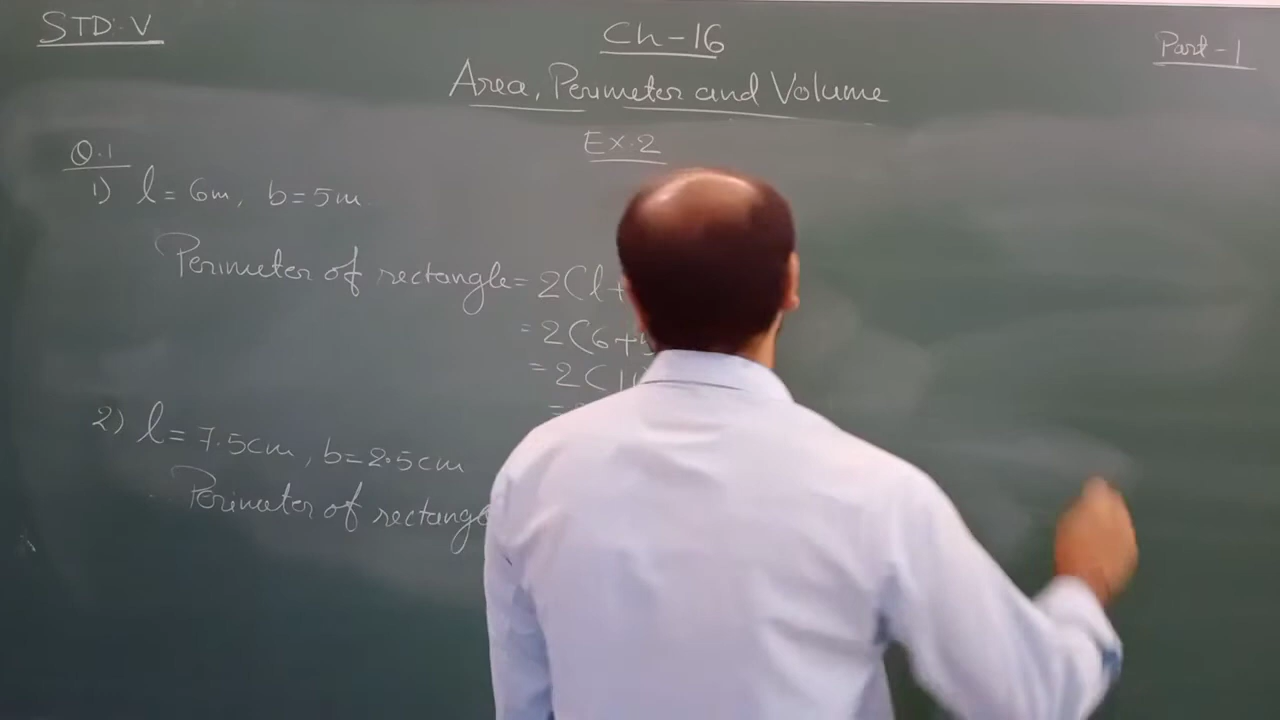 STD: V
Ch-16
Part-1
Area, Perimeter and Volume
Ex.2
Q.1
1) l = 6m, b = 5m
Perimeter of rectangle = 2(l+
= 2(6+5
= 2(11
=
2) l = 7.5cm, b = 2.5cm
Perimeter of rectangle